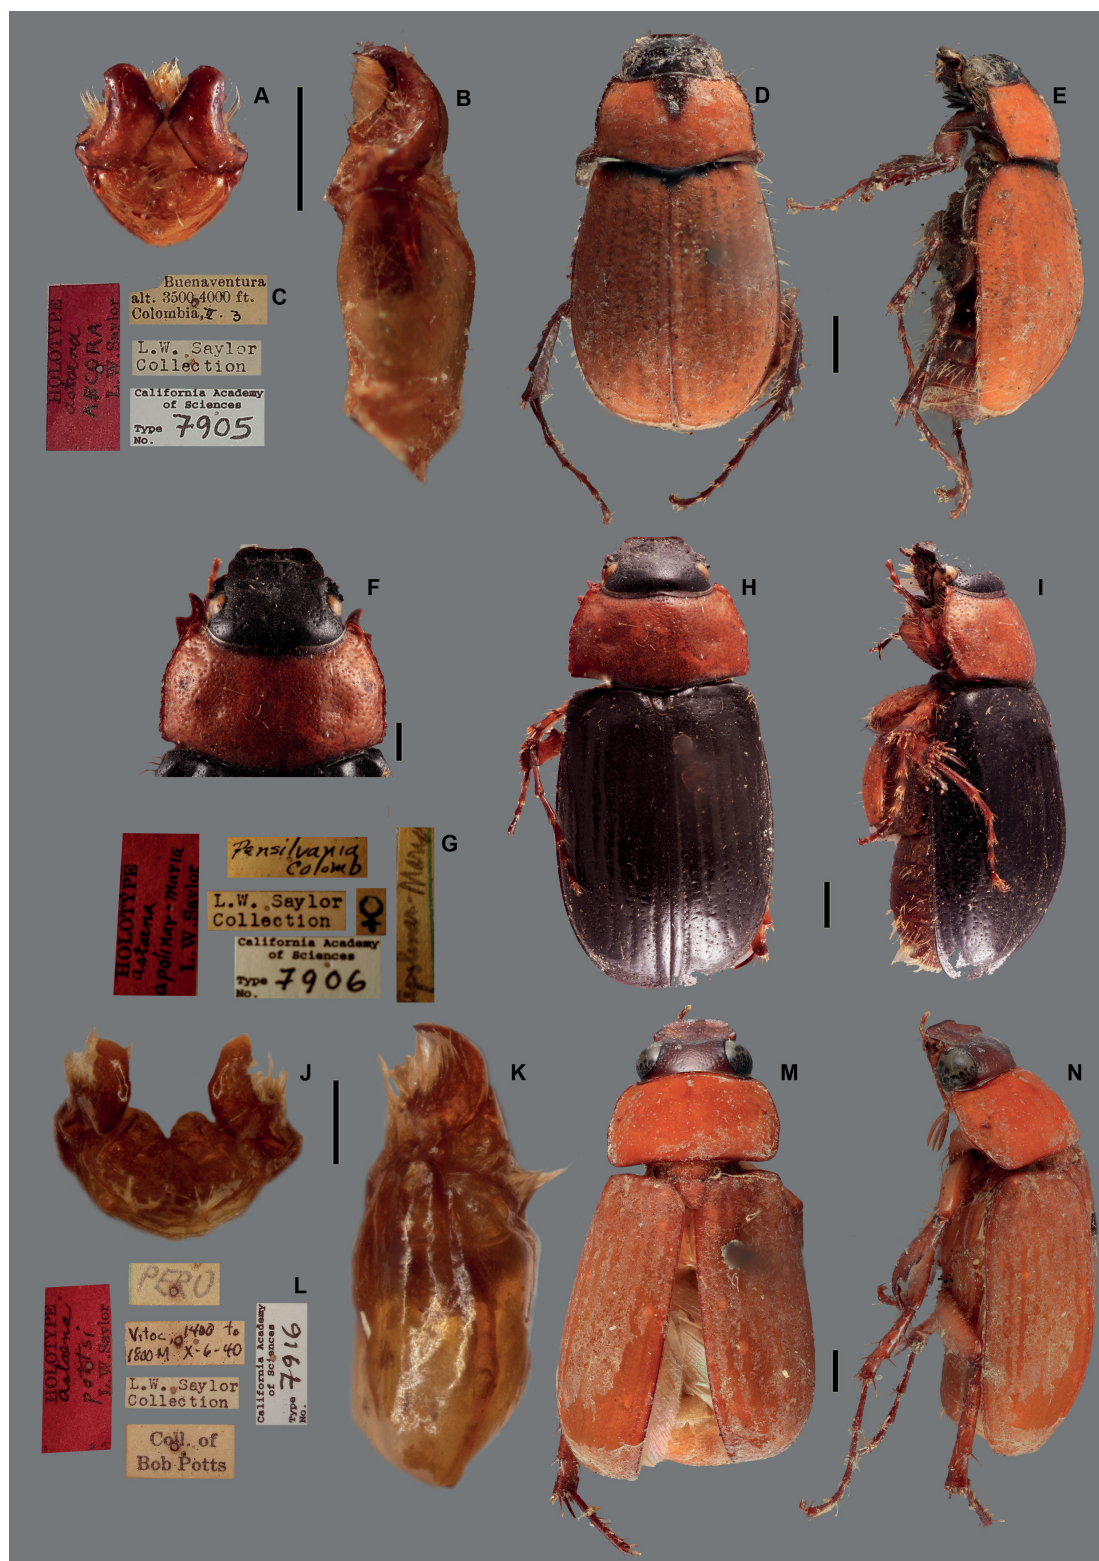 A
B
D
E
C
HOLOTYPE
astaena
ARCORA
L.W. Saylor
Buenaventura
alt. 3500-4000 ft.
Colombia, V. 3
L.W. Saylor
Collection
California Academy
of Sciences
Type
No. 7905
F
H
I
G
HOLOTYPE
astaena
apolinar-maria
L.W. Saylor
Pensilvania
Colomb
L.W. Saylor
Collection
♀
California Academy
of Sciences
Type
No. 7906
J
K
M
N
L
HOLOTYPE
astaena
pottsi
L.W. Saylor
PERU
Vitoc 1400 to
1800 M X-6-40
L.W. Saylor
Collection
Coll. of
Bob Potts
California Academy
of Sciences
Type
No. 7916